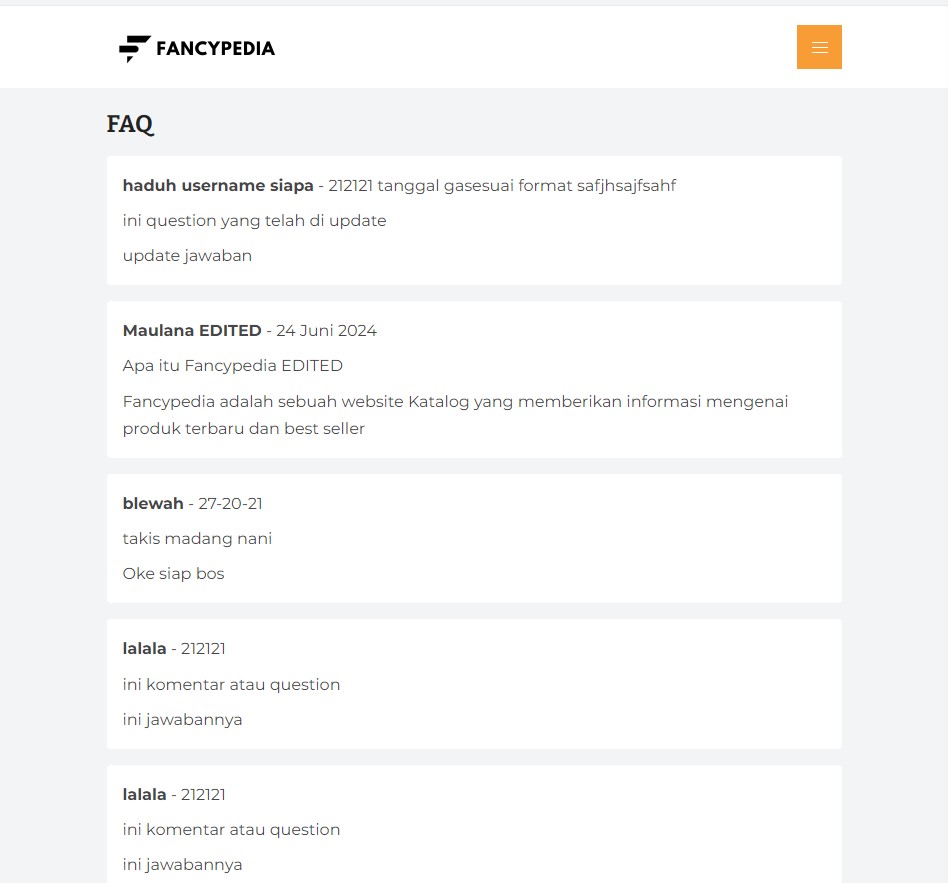 FANCYPEDIA
FAQ
haduh username siapa - 212121 tanggal gasesuai format safjhsajfsahf
ini question yang telah di update
update jawaban
Maulana EDITED - 24 Juni 2024
Apa itu Fancypedia EDITED
Fancypedia adalah sebuah website Katalog yang memberikan informasi mengenai
produk terbaru dan best seller
blewah - 27-20-21
takis madang nani
Oke siap bos
lalala - 212121
ini komentar atau question
ini jawabannya
lalala - 212121
ini komentar atau question
ini jawabannya